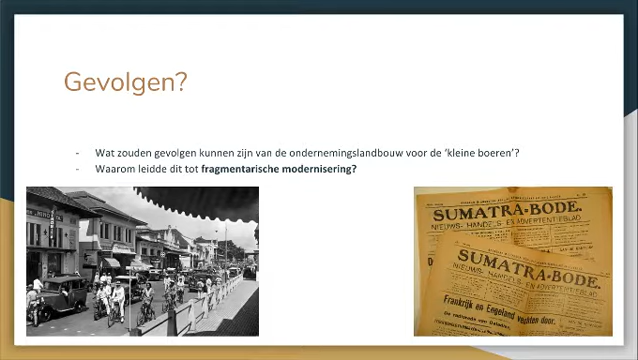 Gevolgen?
- Wat zouden gevolgen kunnen zijn van de ondernemingslandbouw voor de ‘kleine boeren’?
- Waarom leidde dit tot fragmentarische modernisering?
SUMATRA-BODE.
NIEUWS- HANDELS- EN ADVERTENTIEBLAD
SUMATRA-BODE.
NIEUWS- HANDELS- EN ADVERTENTIEBLAD
Frankrijk en Engeland vechten door.